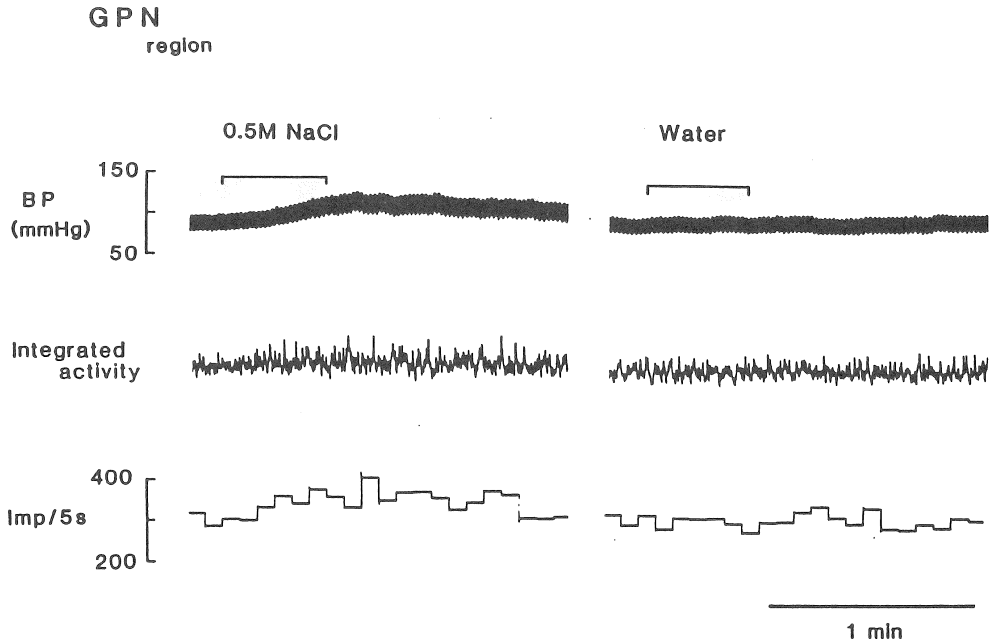 GPN
region
0.5M NaCl
Water
150
BP
(mmHg)
50
Integrated
activity
400
Imp/5s
200
1 min